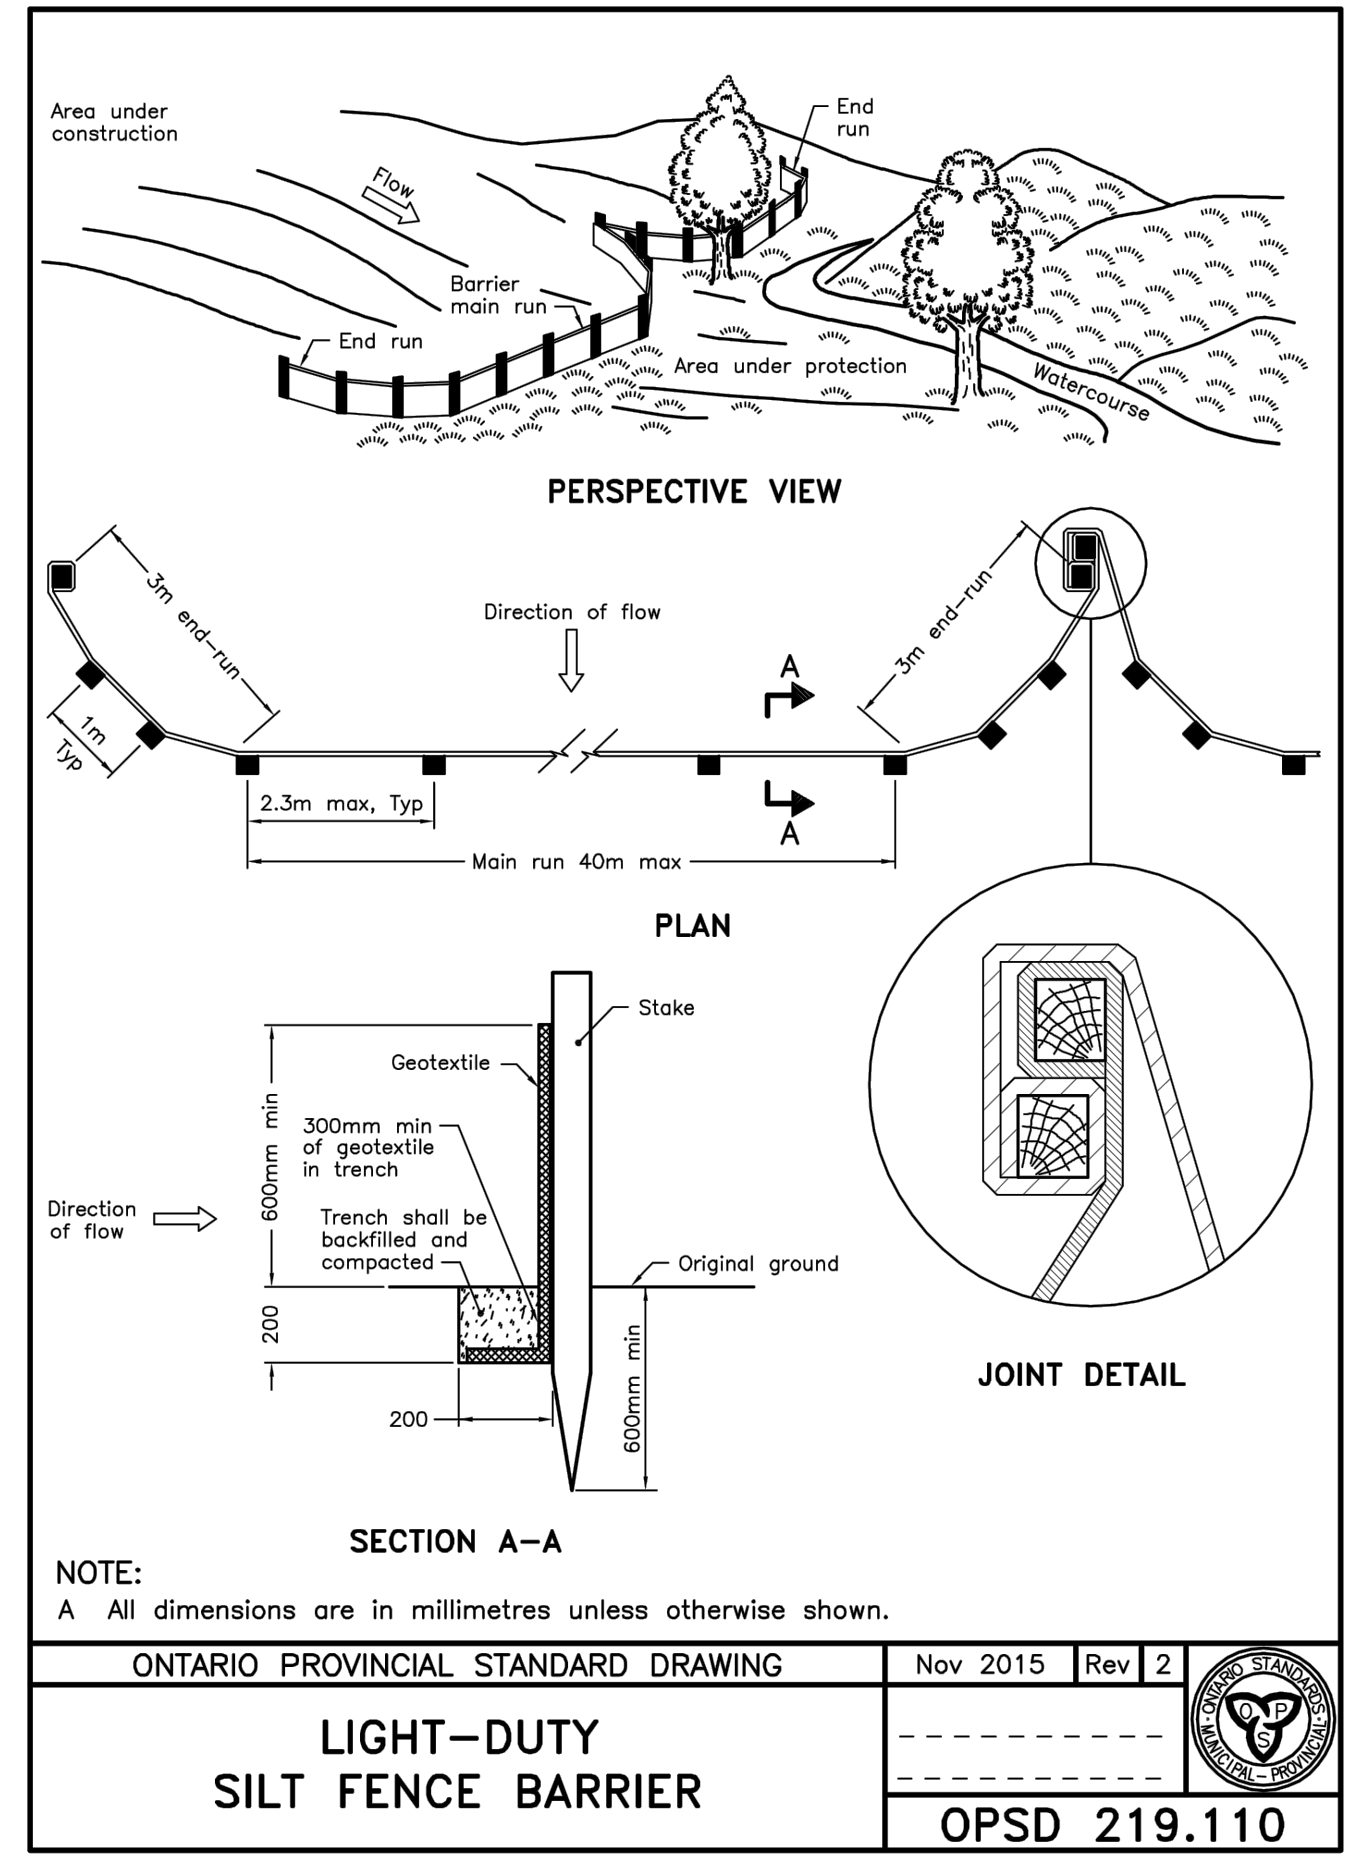 Area under
construction
Flow
End
run
Barrier
main run
End run
Area under protection
Watercourse
PERSPECTIVE VIEW
3m end-run
Direction of flow
3m end-run
A
1m
Typ
2.3m max, Typ
A
Main run 40m max
PLAN
Stake
Geotextile
600mm min
300mm min
of geotextile
in trench
Direction
of flow
Trench shall be
backfilled and
compacted
Original ground
200
600mm min
200
JOINT DETAIL
SECTION A-A
NOTE:
A All dimensions are in millimetres unless otherwise shown.
ONTARIO PROVINCIAL STANDARD DRAWING
Nov 2015 Rev 2
LIGHT-DUTY
SILT FENCE BARRIER
ONTARIO STANDARDS
MUNICIPAL-PROVINCIAL
O P
S
OPSD 219.110